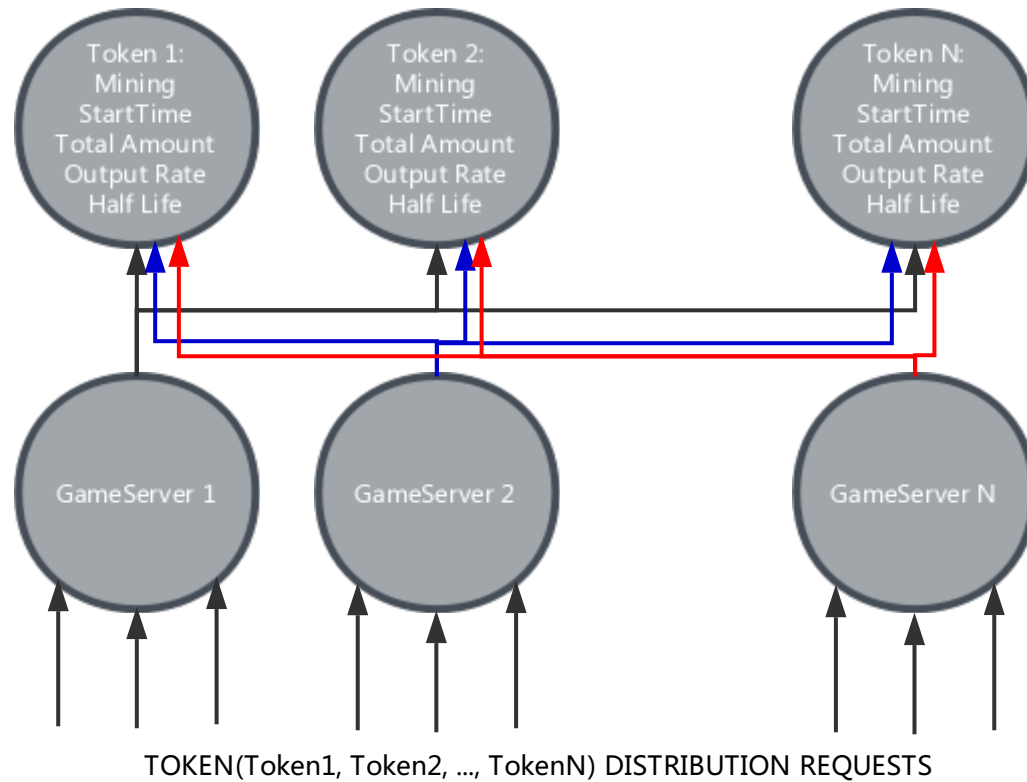 Token 1:
Mining
StartTime
Total Amount
Output Rate
Half Life
Token 2:
Mining
StartTime
Total Amount
Output Rate
Half Life
Token N:
Mining
StartTime
Total Amount
Output Rate
Half Life
GameServer 1
GameServer 2
GameServer N
TOKEN(Token1, Token2, ..., TokenN) DISTRIBUTION REQUESTS